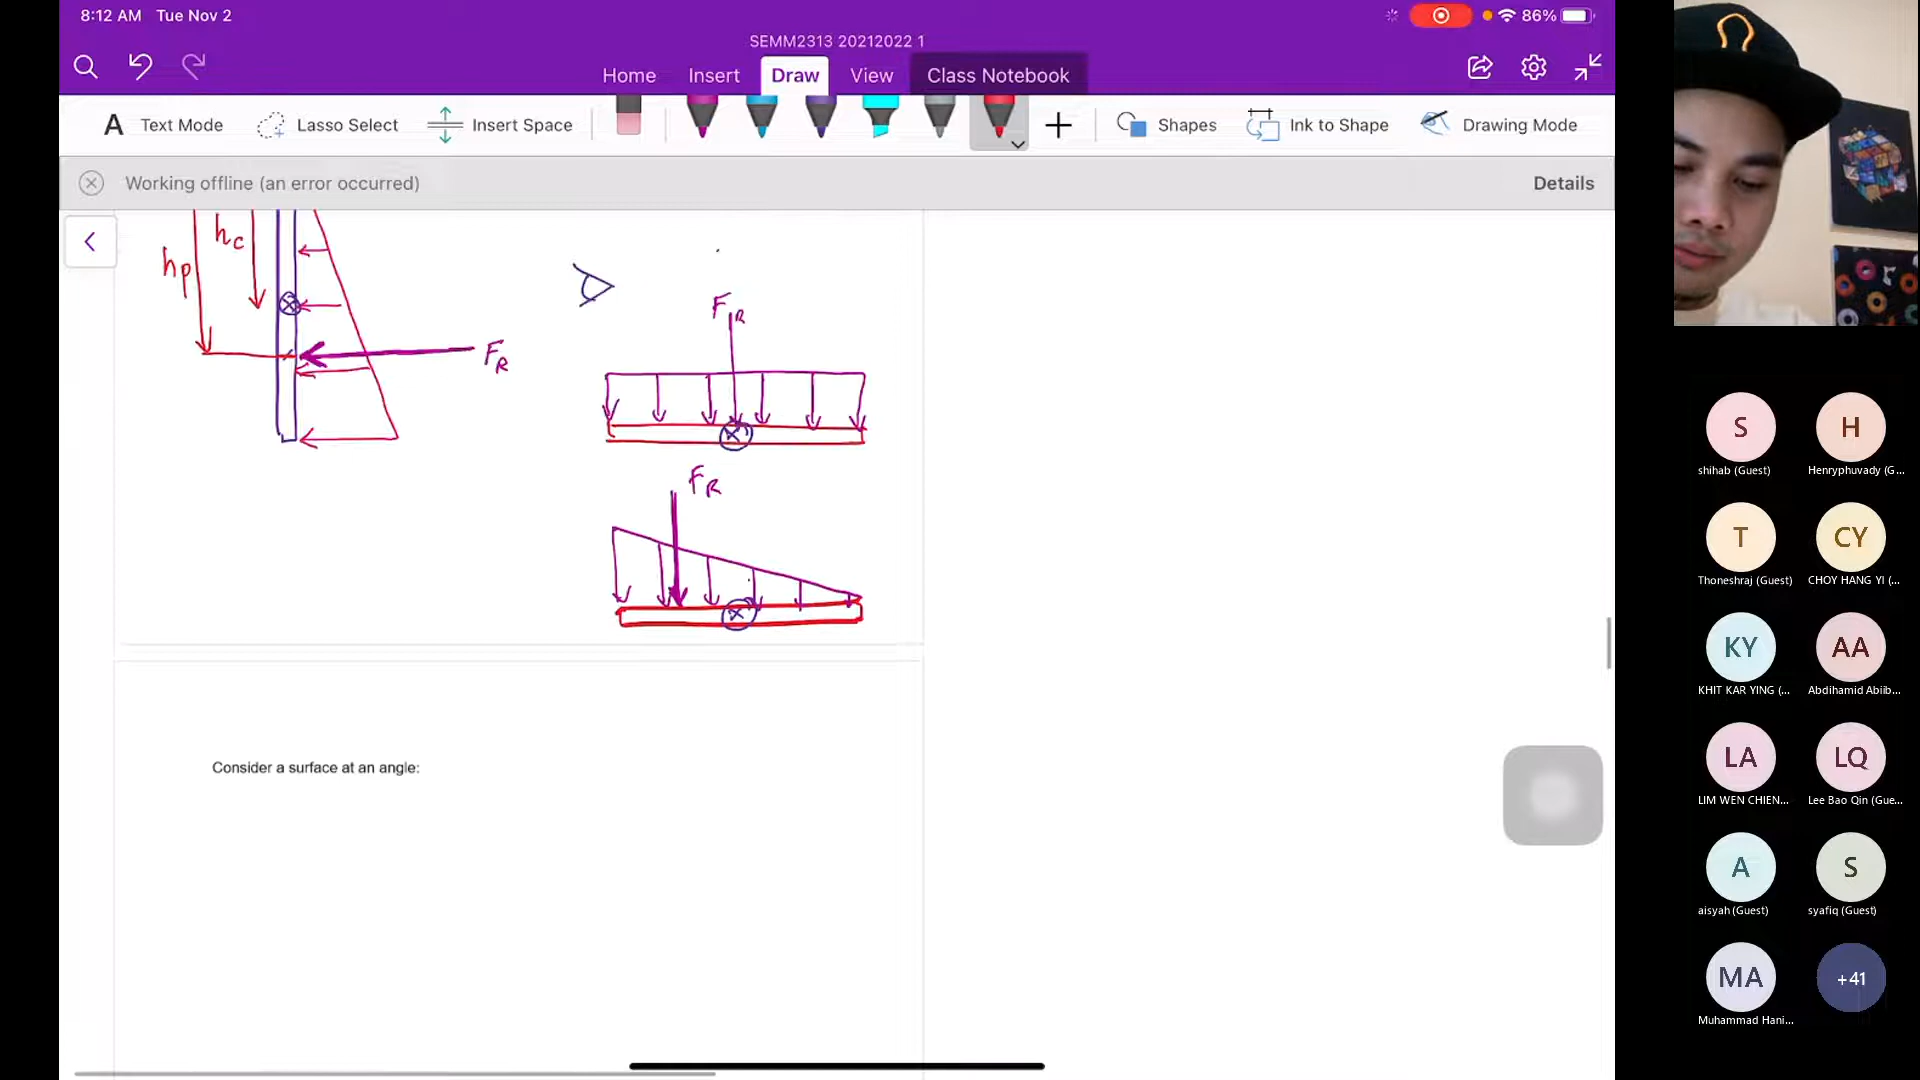 8:12 AM Tue Nov 2
86%
SEMM2313 20212022 1
Home Insert Draw View Class Notebook
A Text Mode Lasso Select Insert Space Shapes Ink to Shape Drawing Mode
Working offline (an error occurred) Details
hc
hp
FR
FR
FR
Consider a surface at an angle:
S H
shihab (Guest) Henryphuvady (G...
T CY
Thoneshraj (Guest) CHOY HANG YI (...
KY AA
KHIT KAR YING (... Abdihamid Abiib...
LA LQ
LIM WEN CHIEN... Lee Bao Qin (Gue...
A S
aisyah (Guest) syafiq (Guest)
MA +41
Muhammad Hani...